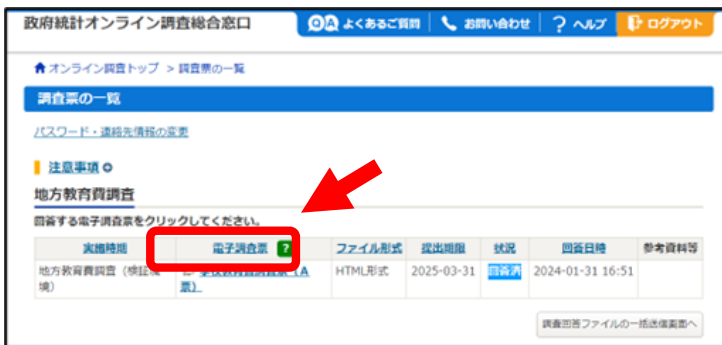 政府統計オンライン調査総合窓口
Q&A よくあるご質問 お問い合わせ ? ヘルプ ログアウト
オンライン調査トップ > 調査票の一覧
調査票の一覧
パスワード・連絡先情報の変更
注意事項
地方教育費調査
回答する電子調査票をクリックしてください。
実施時期 電子調査票 ? ファイル形式 提出期限 状況 回答日時 参考資料等
地方教育費調査(検証環 (A HTML形式 2025-03-31 回答済 2024-01-31 16:51
境) 票)
調査回答ファイルの一括送信画面へ